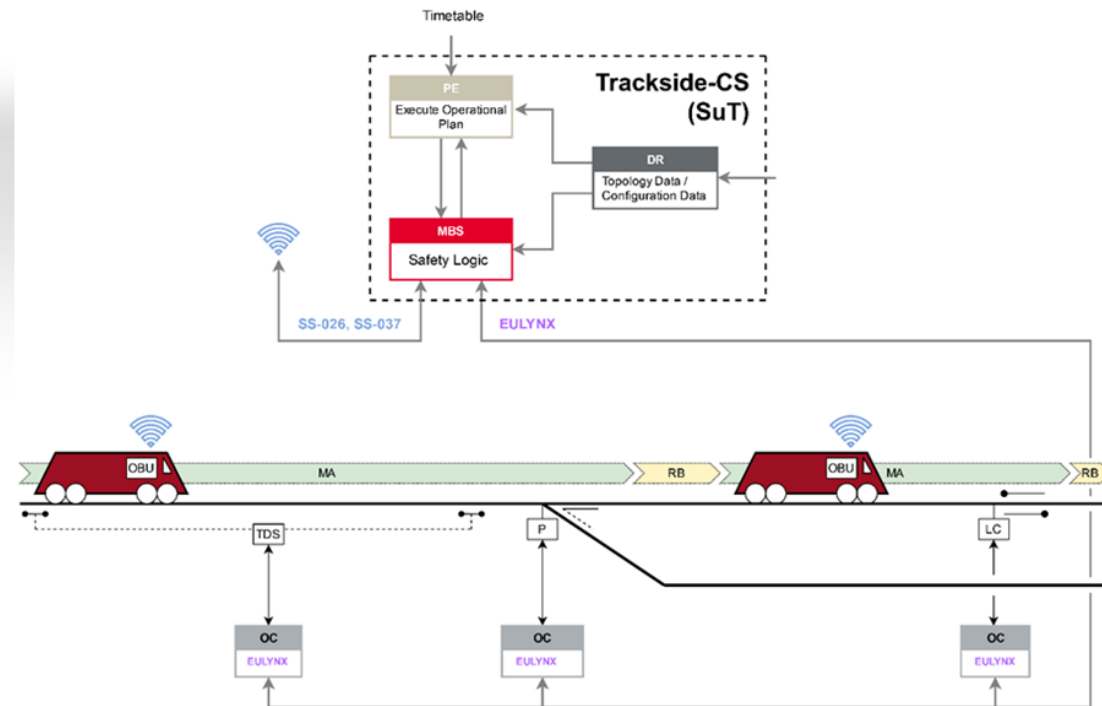 Timetable
Trackside-CS
(SuT)
PE
Execute Operational
Plan
DR
Topology Data /
Configuration Data
MBS
Safety Logic
SS-026, SS-037
EULYNX
OBU
MA
RB
OBU
MA
RB
TDS
P
LC
OC
EULYNX
OC
EULYNX
OC
EULYNX